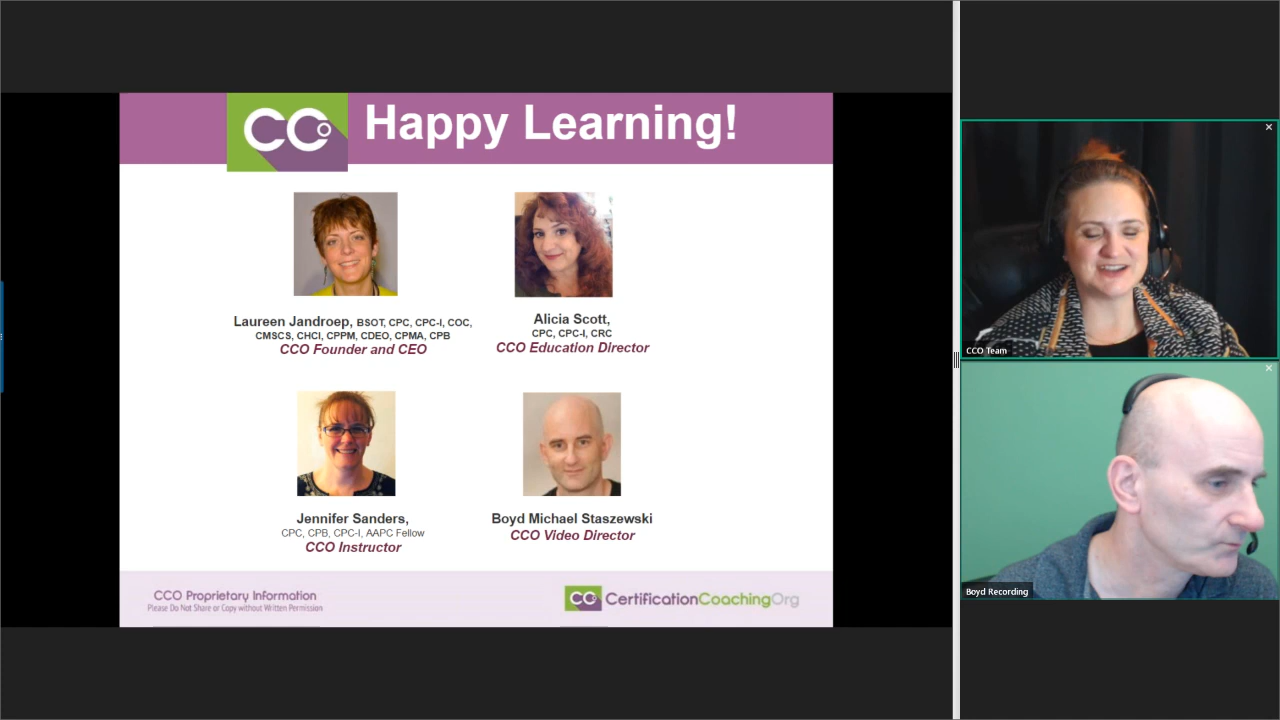 CCO Happy Learning!
Laureen Jandroep, BSOT, CPC, CPC-I, COC,
CMSCS, CHCI, CPPM, CDEO, CPMA, CPB
CCO Founder and CEO
Alicia Scott,
CPC, CPC-I, CRC
CCO Education Director
Jennifer Sanders,
CPC, CPB, CPC-I, AAPC Fellow
CCO Instructor
Boyd Michael Staszewski
CCO Video Director
CCO Proprietary Information
Please Do Not Share or Copy without Written Permission
CCO CertificationCoachingOrg
CCO Team
Boyd Recording